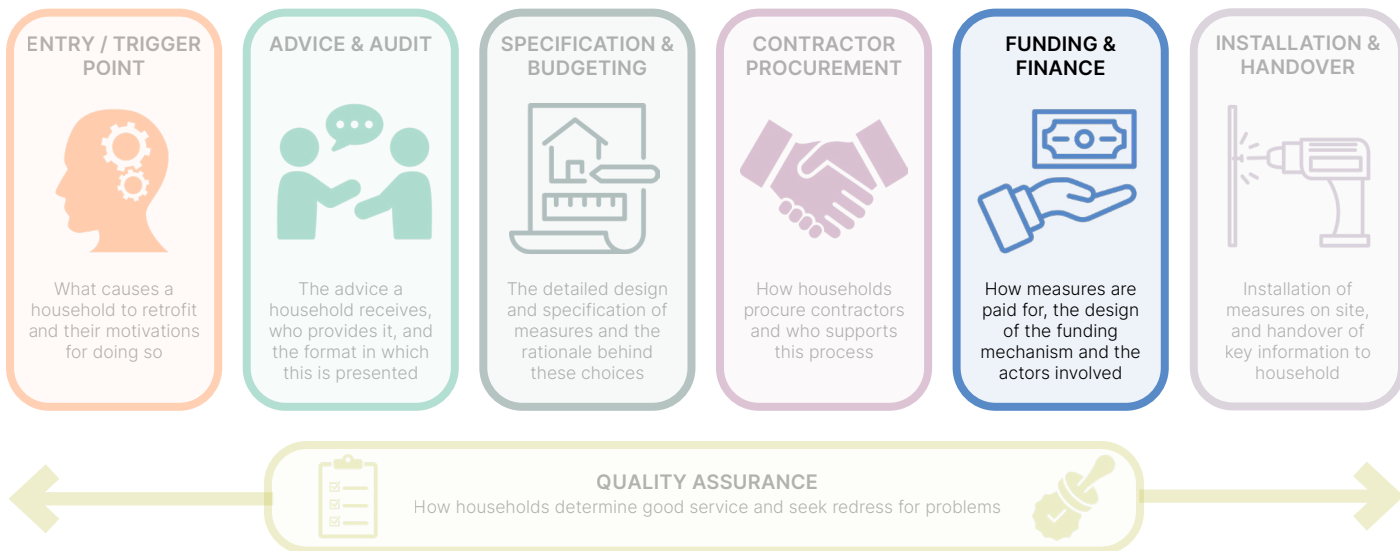 ENTRY / TRIGGER
POINT
What causes a
household to retrofit
and their motivations
for doing so
ADVICE & AUDIT
The advice a
household receives,
who provides it, and
the format in which
this is presented
SPECIFICATION &
BUDGETING
The detailed design
and specification of
measures and the
rationale behind
these choices
CONTRACTOR
PROCUREMENT
How households
procure contractors
and who supports
this process
FUNDING &
FINANCE
How measures are
paid for, the design
of the funding
mechanism and the
actors involved
INSTALLATION &
HANDOVER
Installation of
measures on site,
and handover of
key information to
household
QUALITY ASSURANCE
How households determine good service and seek redress for problems